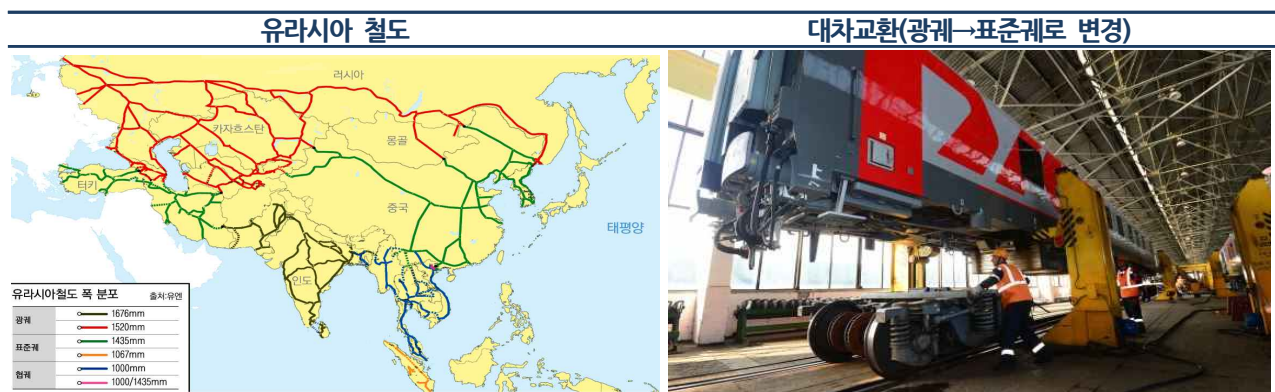 유라시아 철도
대차교환(광궤→표준궤로 변경)
러시아
카자흐스탄
몽골
터키
중국
태평양
인도
유라시아철도 폭 분포 출처:유엔
광궤
1676mm
1520mm
표준궤
1435mm
1067mm
협궤
1000mm
1000/1435mm